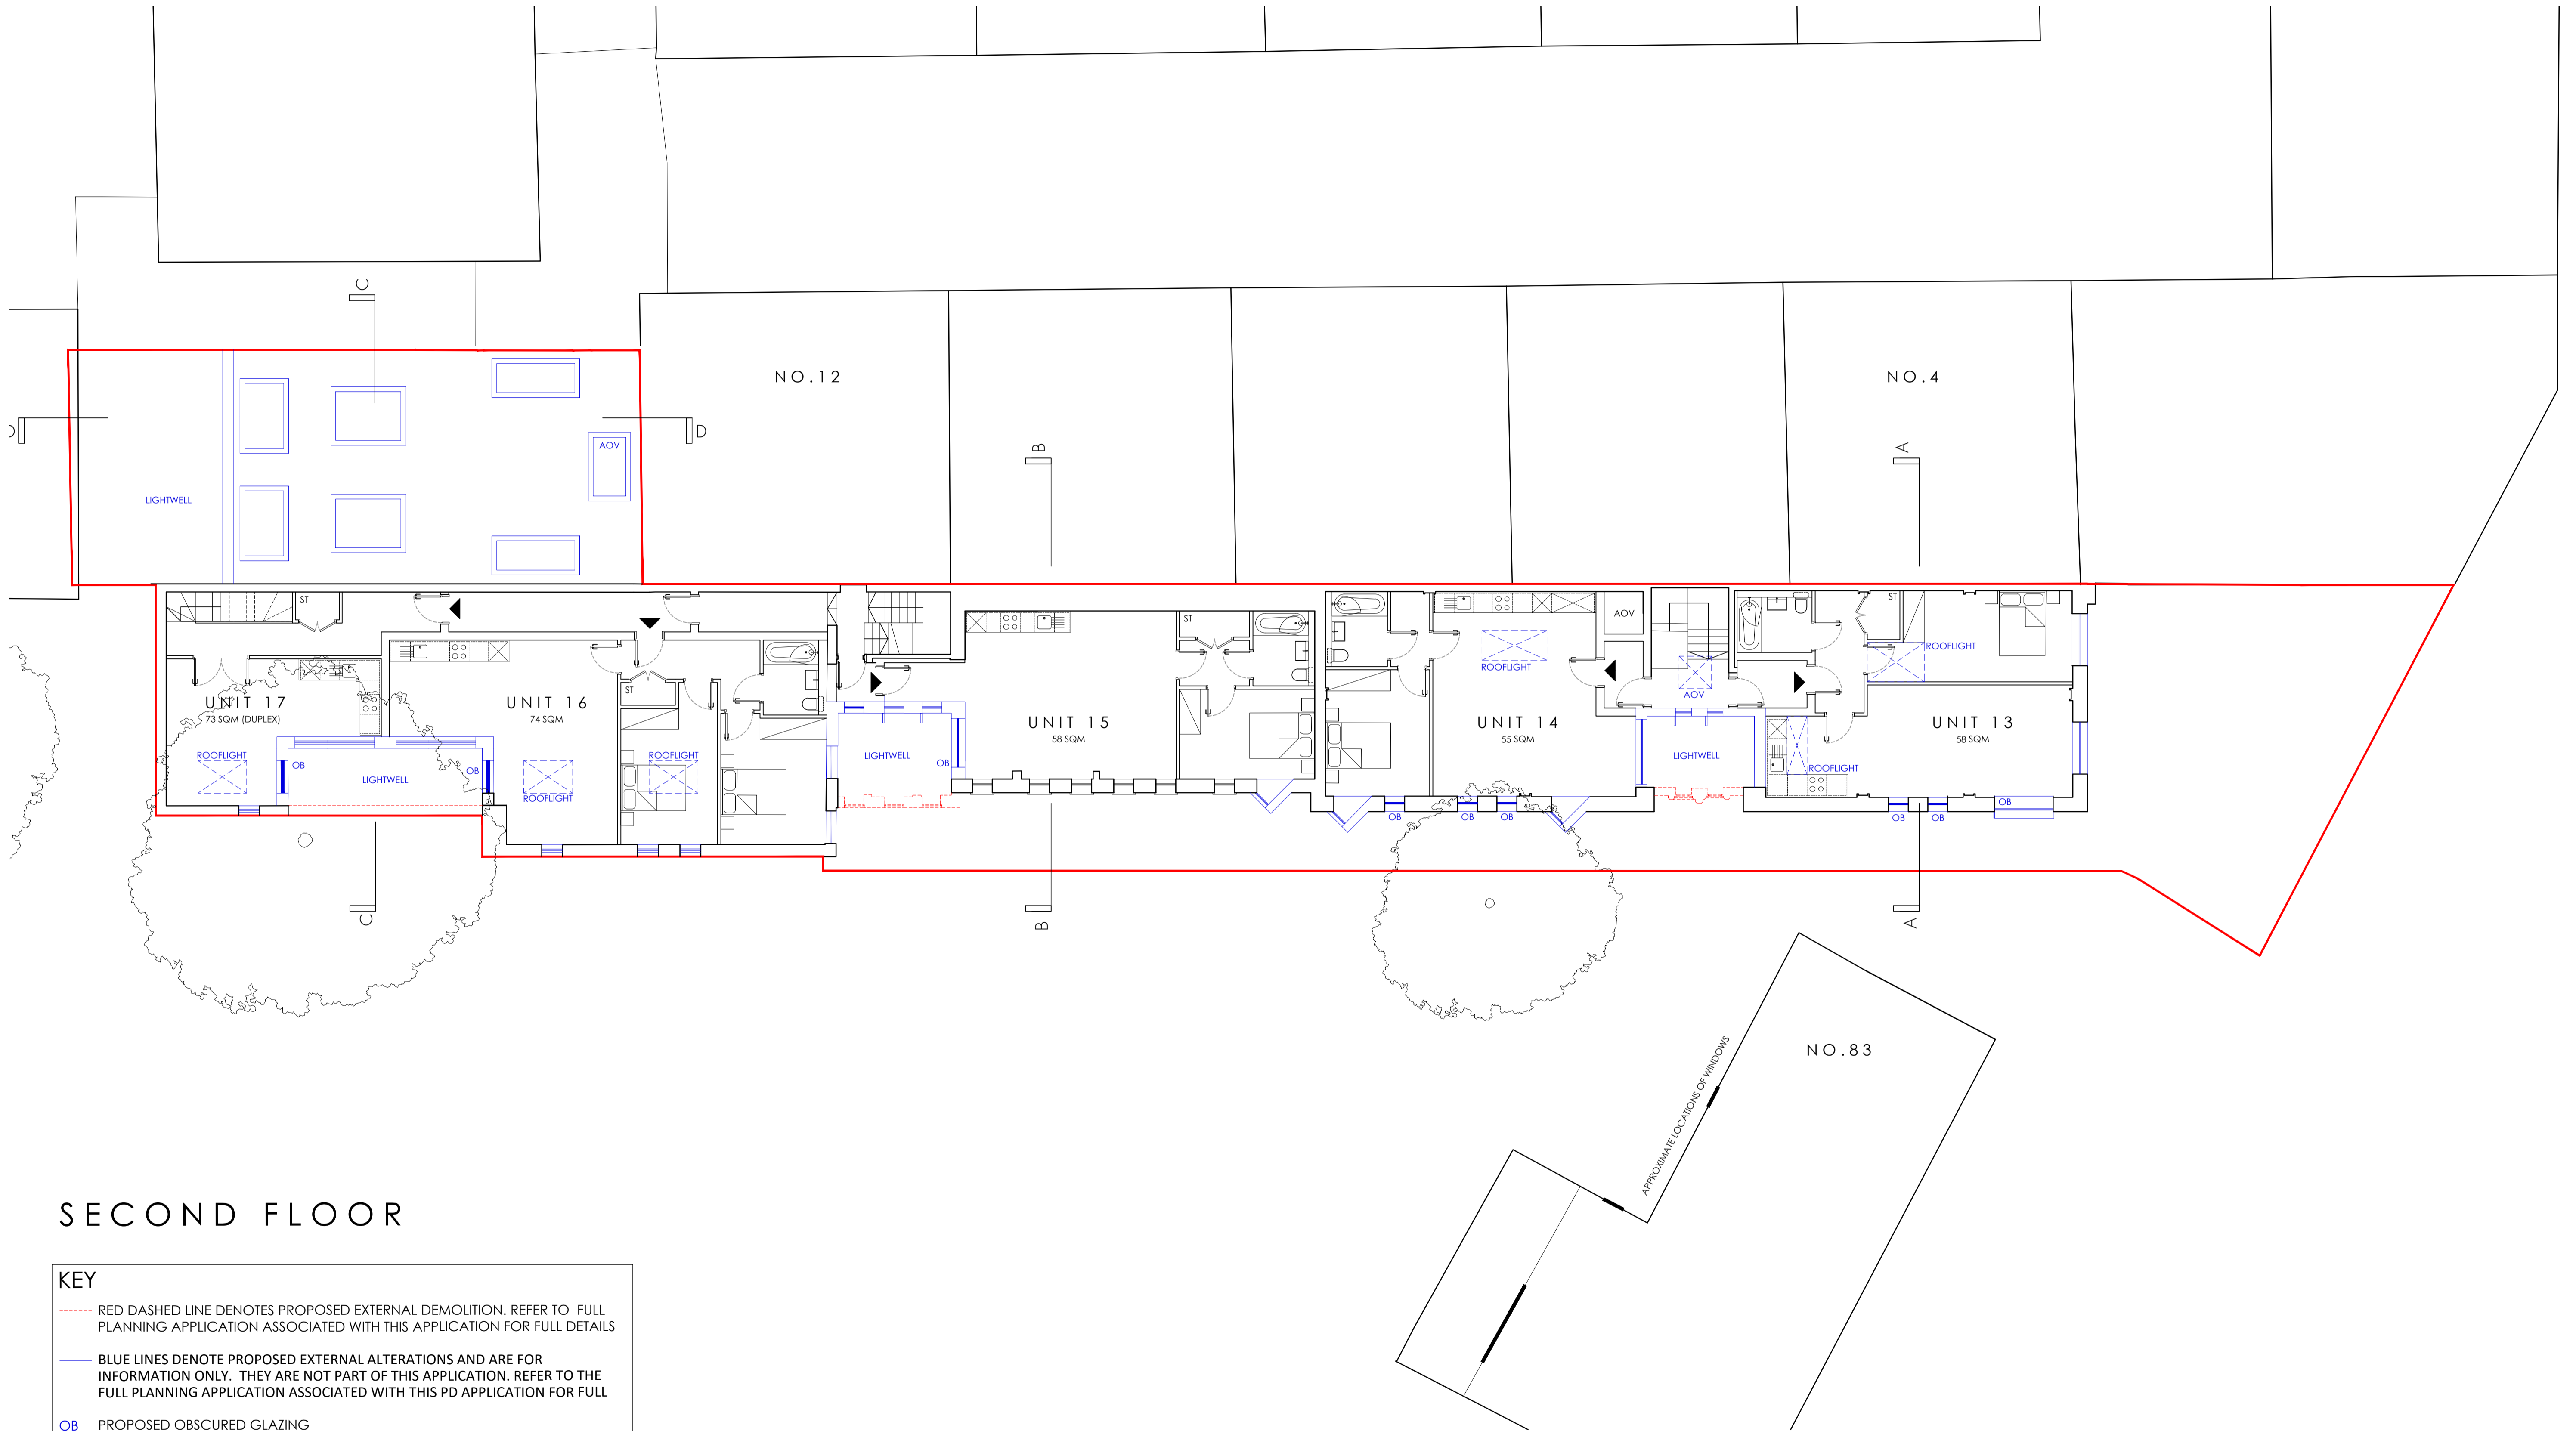 C
NO.12
NO.4
D
D
B
A
AOV
LIGHTWELL
ST
ST
ST
AOV
ST
ROOFLIGHT
ROOFLIGHT
AOV
UNIT 17
73 SQM (DUPLEX)
UNIT 16
74 SQM
UNIT 15
58 SQM
UNIT 14
55 SQM
UNIT 13
58 SQM
ROOFLIGHT
OB
LIGHTWELL
OB
ROOFLIGHT
ROOFLIGHT
LIGHTWELL
OB
LIGHTWELL
ROOFLIGHT
OB
OB
OB
OB
OB
OB
C
B
A
NO.83
APPROXIMATE LOCATIONS OF WINDOWS
SECOND FLOOR
KEY
RED DASHED LINE DENOTES PROPOSED EXTERNAL DEMOLITION. REFER TO FULL
PLANNING APPLICATION ASSOCIATED WITH THIS APPLICATION FOR FULL DETAILS
BLUE LINES DENOTE PROPOSED EXTERNAL ALTERATIONS AND ARE FOR
INFORMATION ONLY. THEY ARE NOT PART OF THIS APPLICATION. REFER TO THE
FULL PLANNING APPLICATION ASSOCIATED WITH THIS PD APPLICATION FOR FULL
OB PROPOSED OBSCURED GLAZING